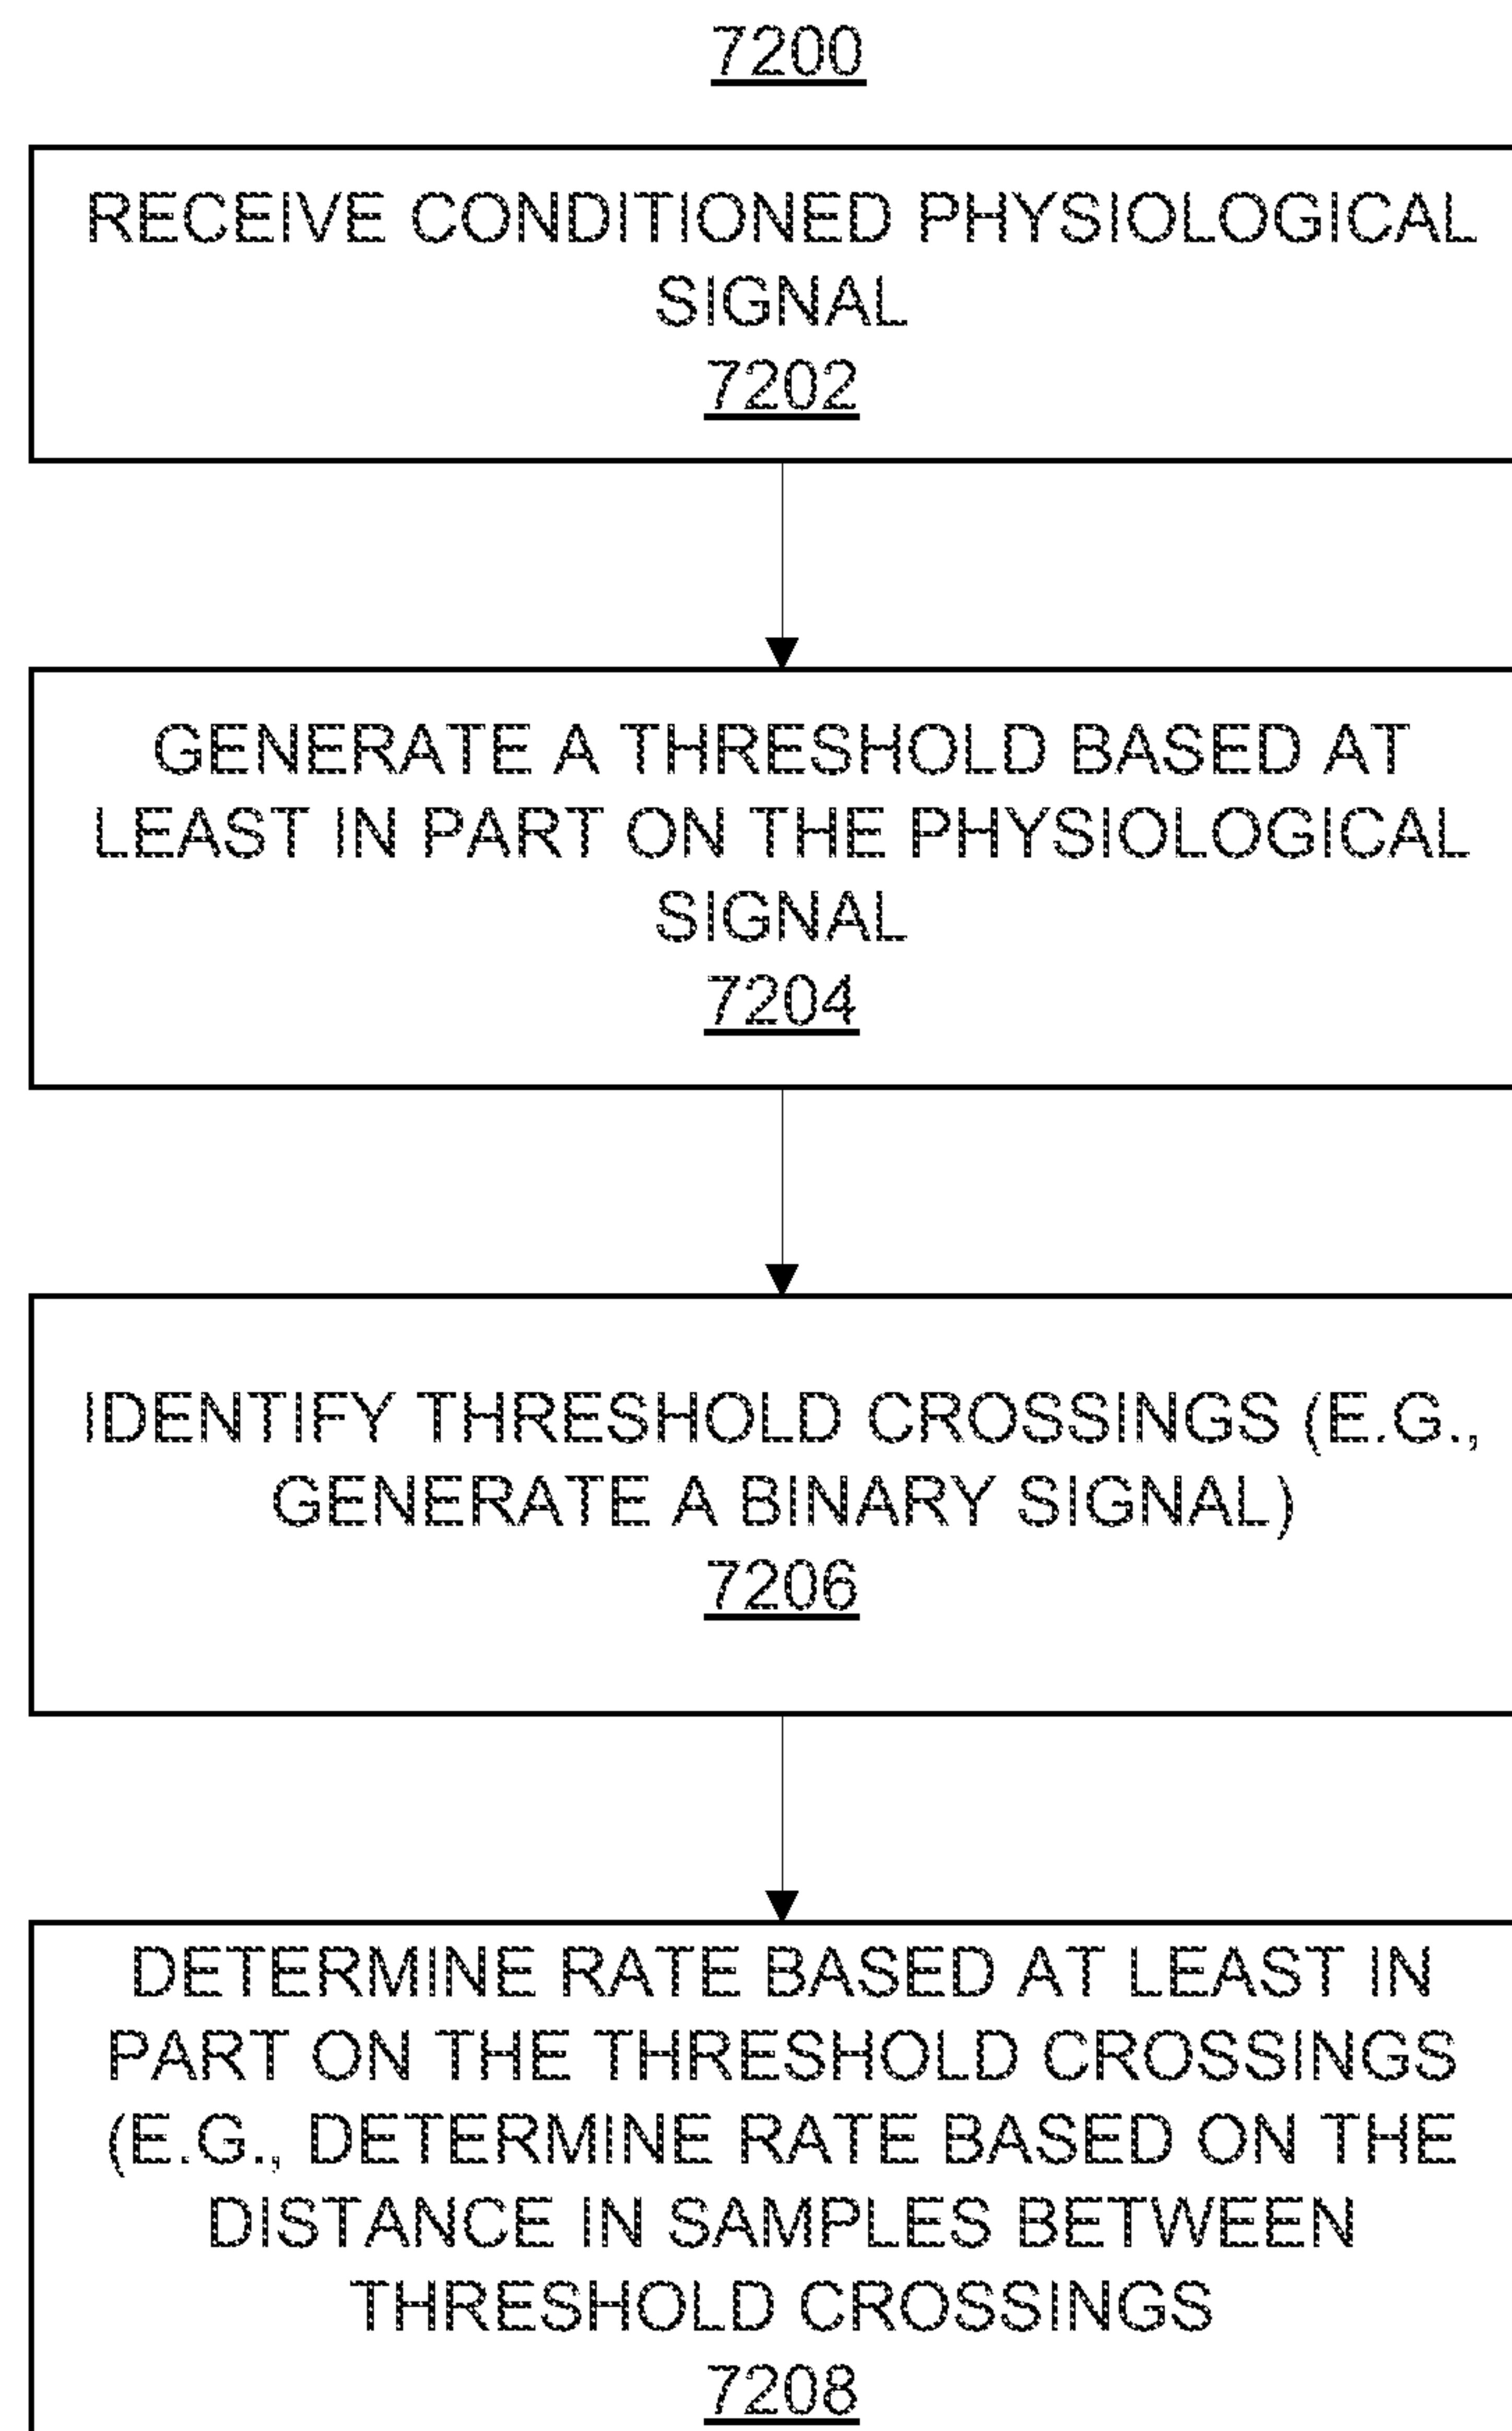 7200
RECEIVE CONDITIONED PHYSIOLOGICAL
SIGNAL
7202
GENERATE A THRESHOLD BASED AT
LEAST IN PART ON THE PHYSIOLOGICAL
SIGNAL
7204
IDENTIFY THRESHOLD CROSSINGS (E.G.,
GENERATE A BINARY SIGNAL)
7206
DETERMINE RATE BASED AT LEAST IN
PART ON THE THRESHOLD CROSSINGS
(E.G., DETERMINE RATE BASED ON THE
DISTANCE IN SAMPLES BETWEEN
THRESHOLD CROSSINGS
7208